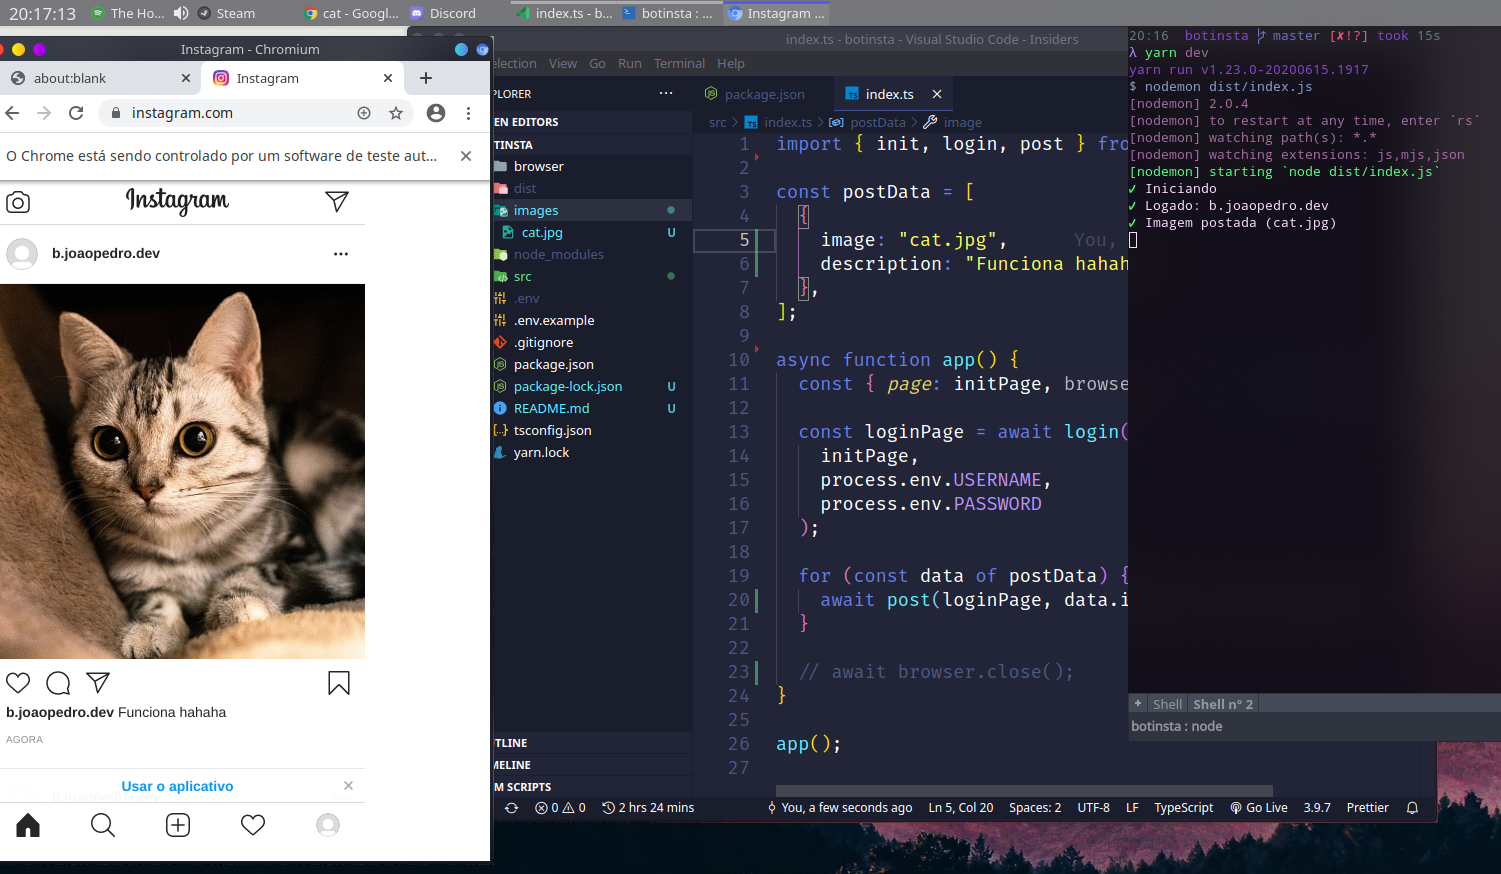 20:17:13
The Ho...
Steam
cat - Googl...
Discord
index.ts - b...
botinsta : ...
Instagram ...
Instagram - Chromium
about:blank
Instagram
instagram.com
O Chrome está sendo controlado por um software de teste aut...
Instagram
b.joaopedro.dev
b.joaopedro.dev Funciona hahaha
AGORA
Usar o aplicativo
index.ts - botinsta - Visual Studio Code - Insiders
election View Go Run Terminal Help
PLORER
EN EDITORS
TINSTA
browser
dist
images
cat.jpg U
node_modules
src
.env
.env.example
.gitignore
package.json
package-lock.json U
README.md U
tsconfig.json
yarn.lock
TLINE
MELINE
M SCRIPTS
package.json
index.ts
src > index.ts > postData > image
1 import { init, login, post } fro
2
3 const postData = [
4 {
5 image: "cat.jpg", You,
6 description: "Funciona hahah
7 },
8 ];
9
10 async function app() {
11 const { page: initPage, browse
12
13 const loginPage = await login(
14 initPage,
15 process.env.USERNAME,
16 process.env.PASSWORD
17 );
18
19 for (const data of postData) {
20 await post(loginPage, data.i
21 }
22
23 // await browser.close();
24 }
25
26 app();
27
0 0 2 hrs 24 mins You, a few seconds ago Ln 5, Col 20 Spaces: 2 UTF-8 LF TypeScript Go Live 3.9.7 Prettier
20:16 botinsta master [✘!?] took 15s
λ yarn dev
yarn run v1.23.0-20200615.1917
$ nodemon dist/index.js
[nodemon] 2.0.4
[nodemon] to restart at any time, enter `rs`
[nodemon] watching path(s): *.*
[nodemon] watching extensions: js,mjs,json
[nodemon] starting `node dist/index.js`
✓ Iniciando
✓ Logado: b.joaopedro.dev
✓ Imagem postada (cat.jpg)
+ Shell Shell nº 2
botinsta : node